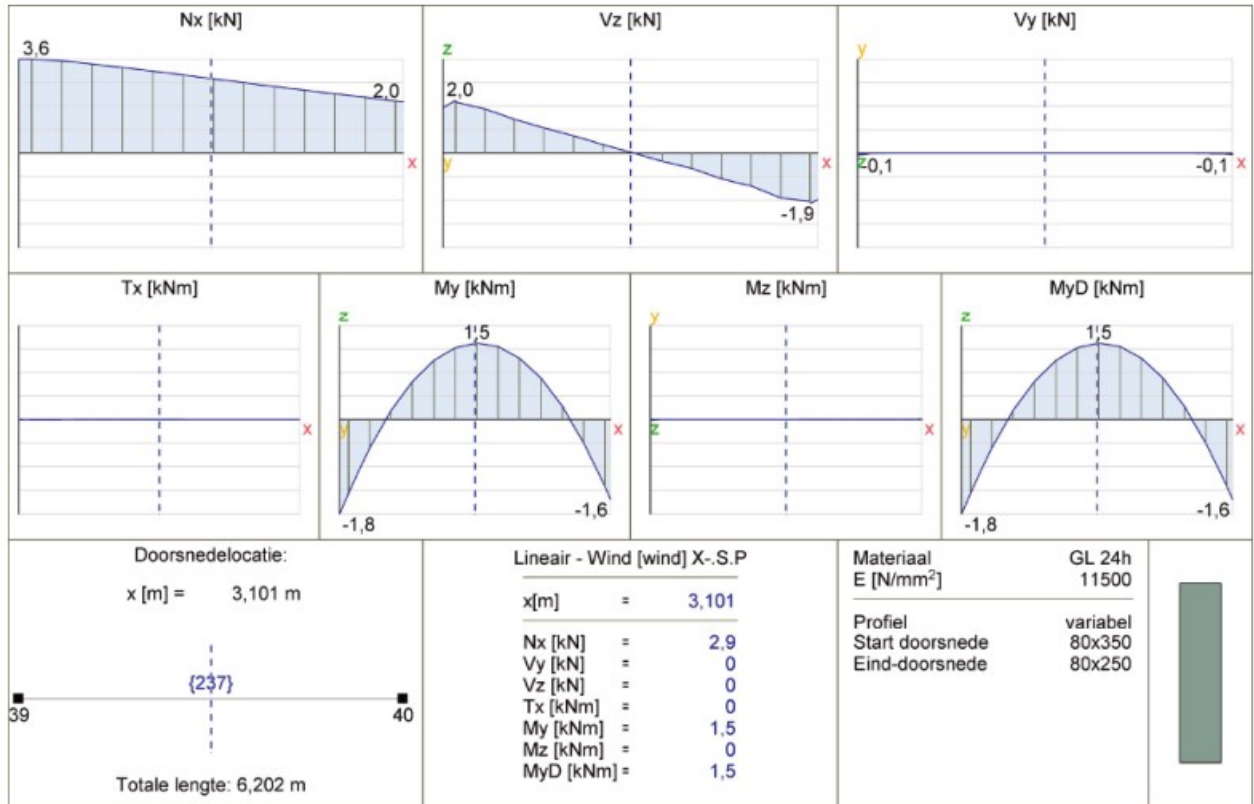 Nx [kN]
3,6
2,0
x
Vz [kN]
z
2,0
y
x
-1,9
Vy [kN]
y
z
-0,1
-0,1
x
Tx [kNm]
x
My [kNm]
z
1,5
y
x
-1,8
-1,6
Mz [kNm]
y
z
x
MyD [kNm]
z
1,5
y
x
-1,8
-1,6
Doorsnedelocatie:
x [m] = 3,101 m
{237}
39 40
Totale lengte: 6,202 m
Lineair - Wind [wind] X-.S.P
x[m] = 3,101
Nx [kN] = 2,9
Vy [kN] = 0
Vz [kN] = 0
Tx [kNm] = 0
My [kNm] = 1,5
Mz [kNm] = 0
MyD [kNm] = 1,5
Materiaal GL 24h
E [N/mm²] 11500
Profiel variabel
Start doorsnede 80x350
Eind-doorsnede 80x250